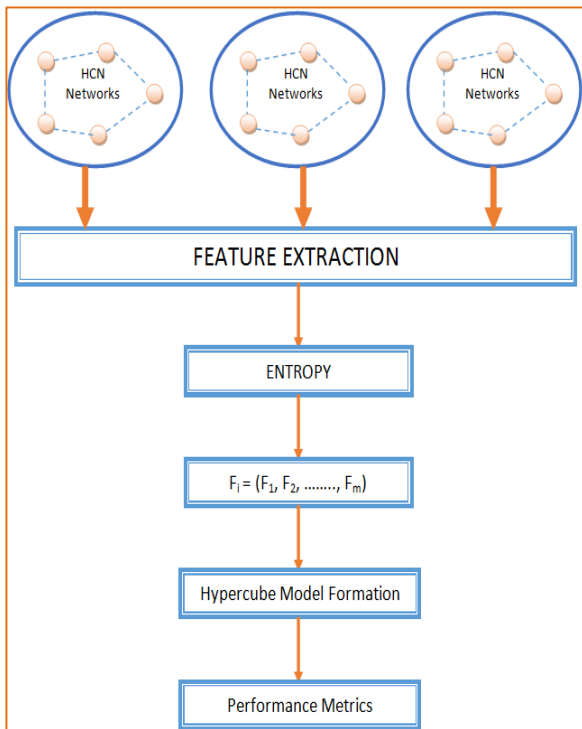 HCN
Networks
HCN
Networks
HCN
Networks
FEATURE EXTRACTION
ENTROPY
Fi = (F1, F2, …….., Fm)
Hypercube Model Formation
Performance Metrics